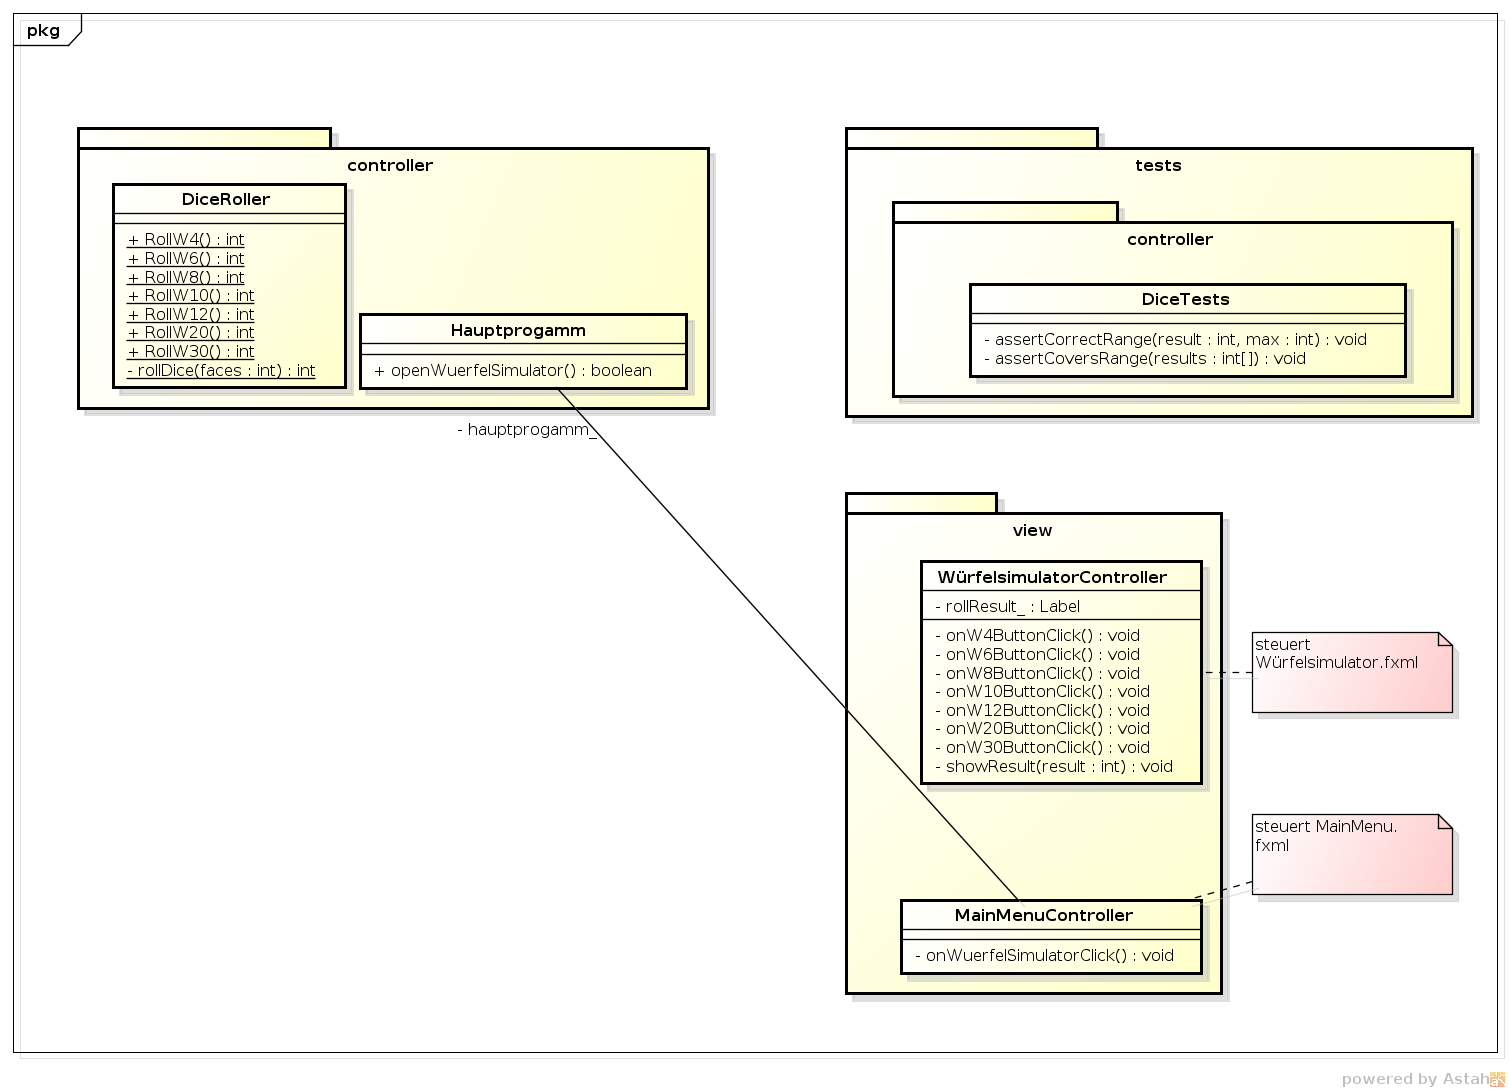 pkg
controller
DiceRoller
+ RollW4() : int
+ RollW6() : int
+ RollW8() : int
+ RollW10() : int
+ RollW12() : int
+ RollW20() : int
+ RollW30() : int
- rollDice(faces : int) : int
Hauptprogamm
+ openWuerfelSimulator() : boolean
- hauptprogamm_
tests
controller
DiceTests
- assertCorrectRange(result : int, max : int) : void
- assertCoversRange(results : int[]) : void
view
WürfelsimulatorController
- rollResult_ : Label
- onW4ButtonClick() : void
- onW6ButtonClick() : void
- onW8ButtonClick() : void
- onW10ButtonClick() : void
- onW12ButtonClick() : void
- onW20ButtonClick() : void
- onW30ButtonClick() : void
- showResult(result : int) : void
steuert
Würfelsimulator.fxml
steuert MainMenu.
fxml
MainMenuController
- onWuerfelSimulatorClick() : void
powered by Astah